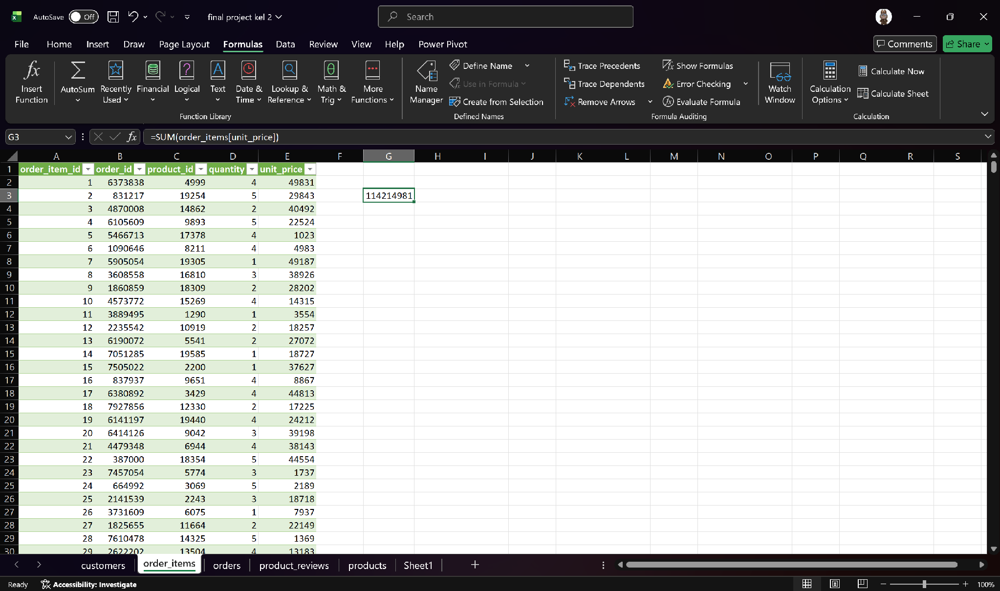 AutoSave Off final project kel 2 Search
File Home Insert Draw Page Layout Formulas Data Review View Help Power Pivot Comments Share
Insert Function
AutoSum
Recently Used
Financial
Logical
Text
Date & Time
Lookup & Reference
Math & Trig
More Functions
Function Library
Name Manager
Define Name
Use in Formula
Create from Selection
Defined Names
Trace Precedents
Trace Dependents
Remove Arrows
Show Formulas
Error Checking
Evaluate Formula
Formula Auditing
Watch Window
Calculation Options
Calculate Now
Calculate Sheet
Calculation
G3 fx =SUM(order_items[unit_price])
A B C D E F G H I J K L M N O P Q R S
1 order_item_id order_id product_id quantity unit_price
2 1 6373838 4999 4 49831
3 2 831217 19254 5 29843 114214981
4 3 4870008 14862 2 40492
5 4 6105609 9893 5 22524
6 5 5466713 17378 4 1023
7 6 1090646 8211 4 4983
8 7 5905054 19305 1 49187
9 8 3608558 16810 3 38926
10 9 1860859 18309 2 28202
11 10 4573772 15269 4 14315
12 11 3889495 1290 1 3554
13 12 2235542 10919 2 18257
14 13 6190072 5541 2 27072
15 14 7051285 19585 1 18727
16 15 7505022 2200 1 37627
17 16 837937 9651 4 8867
18 17 6380892 3429 4 44813
19 18 7927856 12330 2 17225
20 19 6141197 19440 4 24212
21 20 6414126 9042 3 39198
22 21 4479348 6944 4 38143
23 22 387000 18354 5 44554
24 23 7457054 5774 3 1737
25 24 664992 3069 5 2189
26 25 2141539 2243 3 18718
27 26 3731609 6075 1 7937
28 27 1825655 11664 2 22149
29 28 7610478 14325 5 1369
30 29 2622202 13504 4 13183
customers order_items orders product_reviews products Sheet1
Ready Accessibility: Investigate 100%